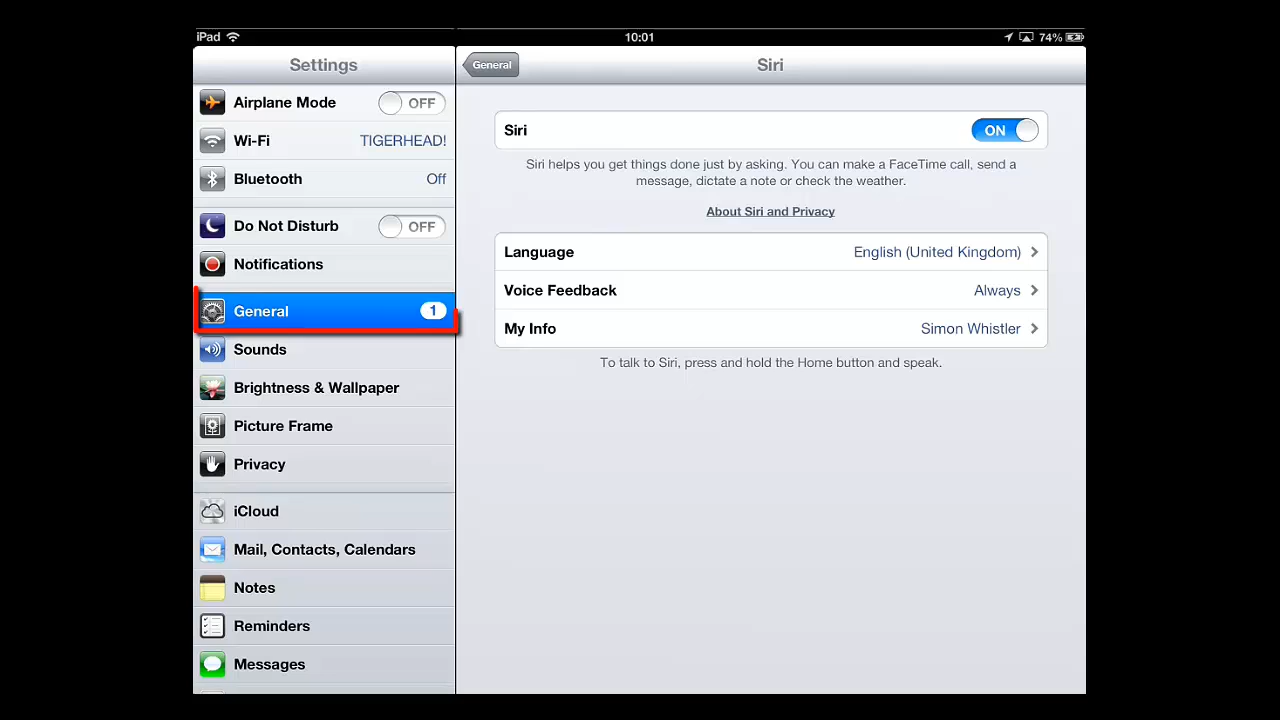 iPad 10:01 74%
Settings
Airplane Mode OFF
Wi-Fi TIGERHEAD!
Bluetooth Off
Do Not Disturb OFF
Notifications
General 1
Sounds
Brightness & Wallpaper
Picture Frame
Privacy
iCloud
Mail, Contacts, Calendars
Notes
Reminders
Messages
General Siri
Siri ON
Siri helps you get things done just by asking. You can make a FaceTime call, send a
message, dictate a note or check the weather.
About Siri and Privacy
Language English (United Kingdom)
Voice Feedback Always
My Info Simon Whistler
To talk to Siri, press and hold the Home button and speak.